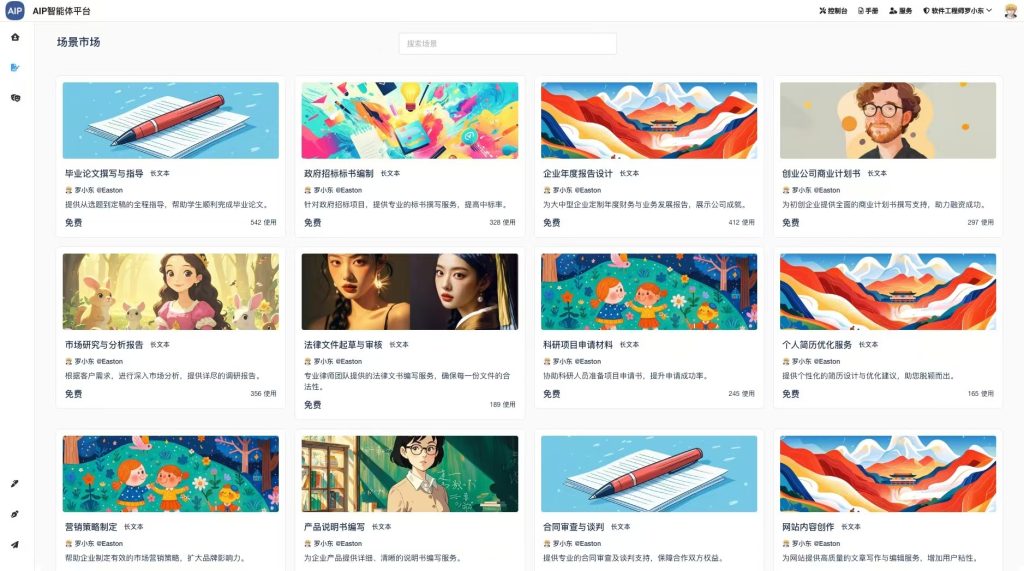 AIP AIP智能体平台
控制台 手册 服务 软件工程师罗小东
场景市场
搜索场景
毕业论文撰写与指导 长文本
罗小东 @Easton
提供从选题到定稿的全程指导，帮助学生顺利完成毕业论文。
免费 542 使用
政府招标标书编制 长文本
罗小东 @Easton
针对政府招标项目，提供专业的标书撰写服务，提高中标率。
免费 328 使用
企业年度报告设计 长文本
罗小东 @Easton
为大中型企业定制年度财务与业务发展报告，展示公司成就。
免费 412 使用
创业公司商业计划书 长文本
罗小东 @Easton
为初创企业提供全面的商业计划书撰写支持，助力融资成功。
免费 297 使用
市场研究与分析报告 长文本
罗小东 @Easton
根据客户需求，进行深入市场分析，提供详尽的调研报告。
免费 356 使用
法律文件起草与审核 长文本
罗小东 @Easton
专业律师团队提供的法律文书编写服务，确保每一份文件的合
法性。
免费 189 使用
科研项目申请材料 长文本
罗小东 @Easton
协助科研人员准备项目申请书，提升申请成功率。
免费 245 使用
个人简历优化服务 长文本
罗小东 @Easton
提供个性化的简历设计与优化建议，助您脱颖而出。
免费 165 使用
营销策略制定 长文本
罗小东 @Easton
帮助企业制定有效的市场营销策略，扩大品牌影响力。
产品说明书编写 长文本
罗小东 @Easton
为企业产品提供详细、清晰的说明书编写服务。
合同审查与谈判 长文本
罗小东 @Easton
提供专业的合同审查及谈判支持，保障合作双方权益。
网站内容创作 长文本
罗小东 @Easton
为网站提供高质量的文章写作与编辑服务，增加用户粘性。